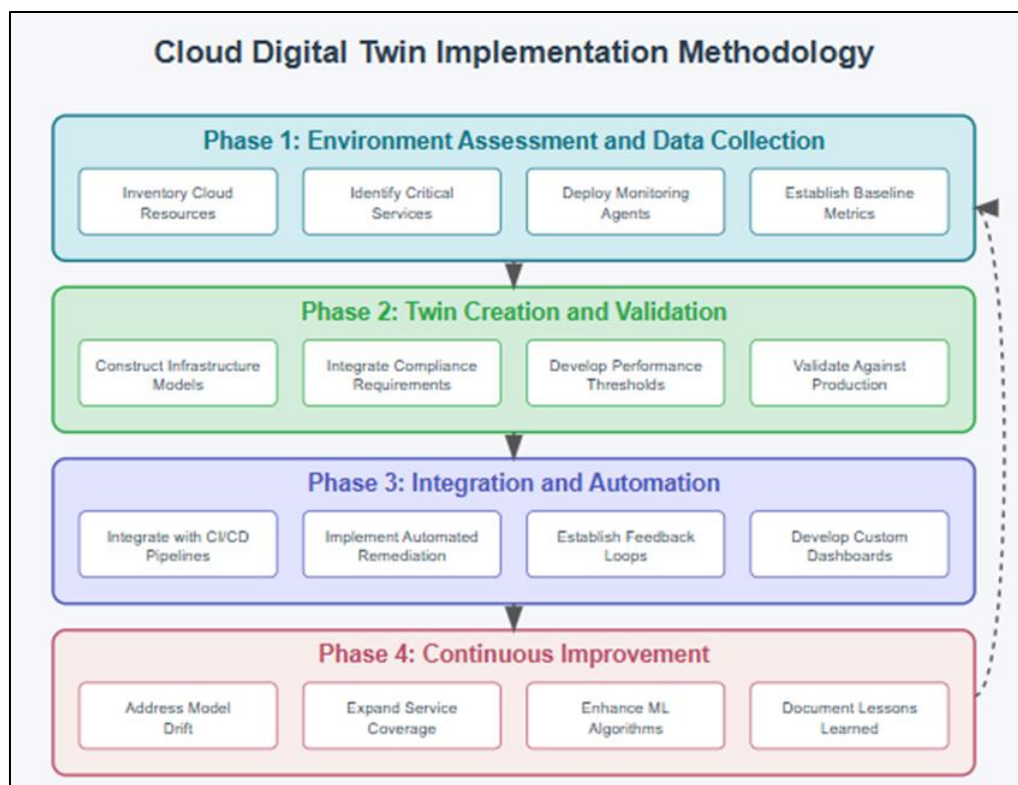 Cloud Digital Twin Implementation Methodology
Phase 1: Environment Assessment and Data Collection
Inventory Cloud
Resources
Identify Critical
Services
Deploy Monitoring
Agents
Establish Baseline
Metrics
Phase 2: Twin Creation and Validation
Construct Infrastructure
Models
Integrate Compliance
Requirements
Develop Performance
Thresholds
Validate Against
Production
Phase 3: Integration and Automation
Integrate with CI/CD
Pipelines
Implement Automated
Remediation
Establish Feedback
Loops
Develop Custom
Dashboards
Phase 4: Continuous Improvement
Address Model
Drift
Expand Service
Coverage
Enhance ML
Algorithms
Document Lessons
Learned